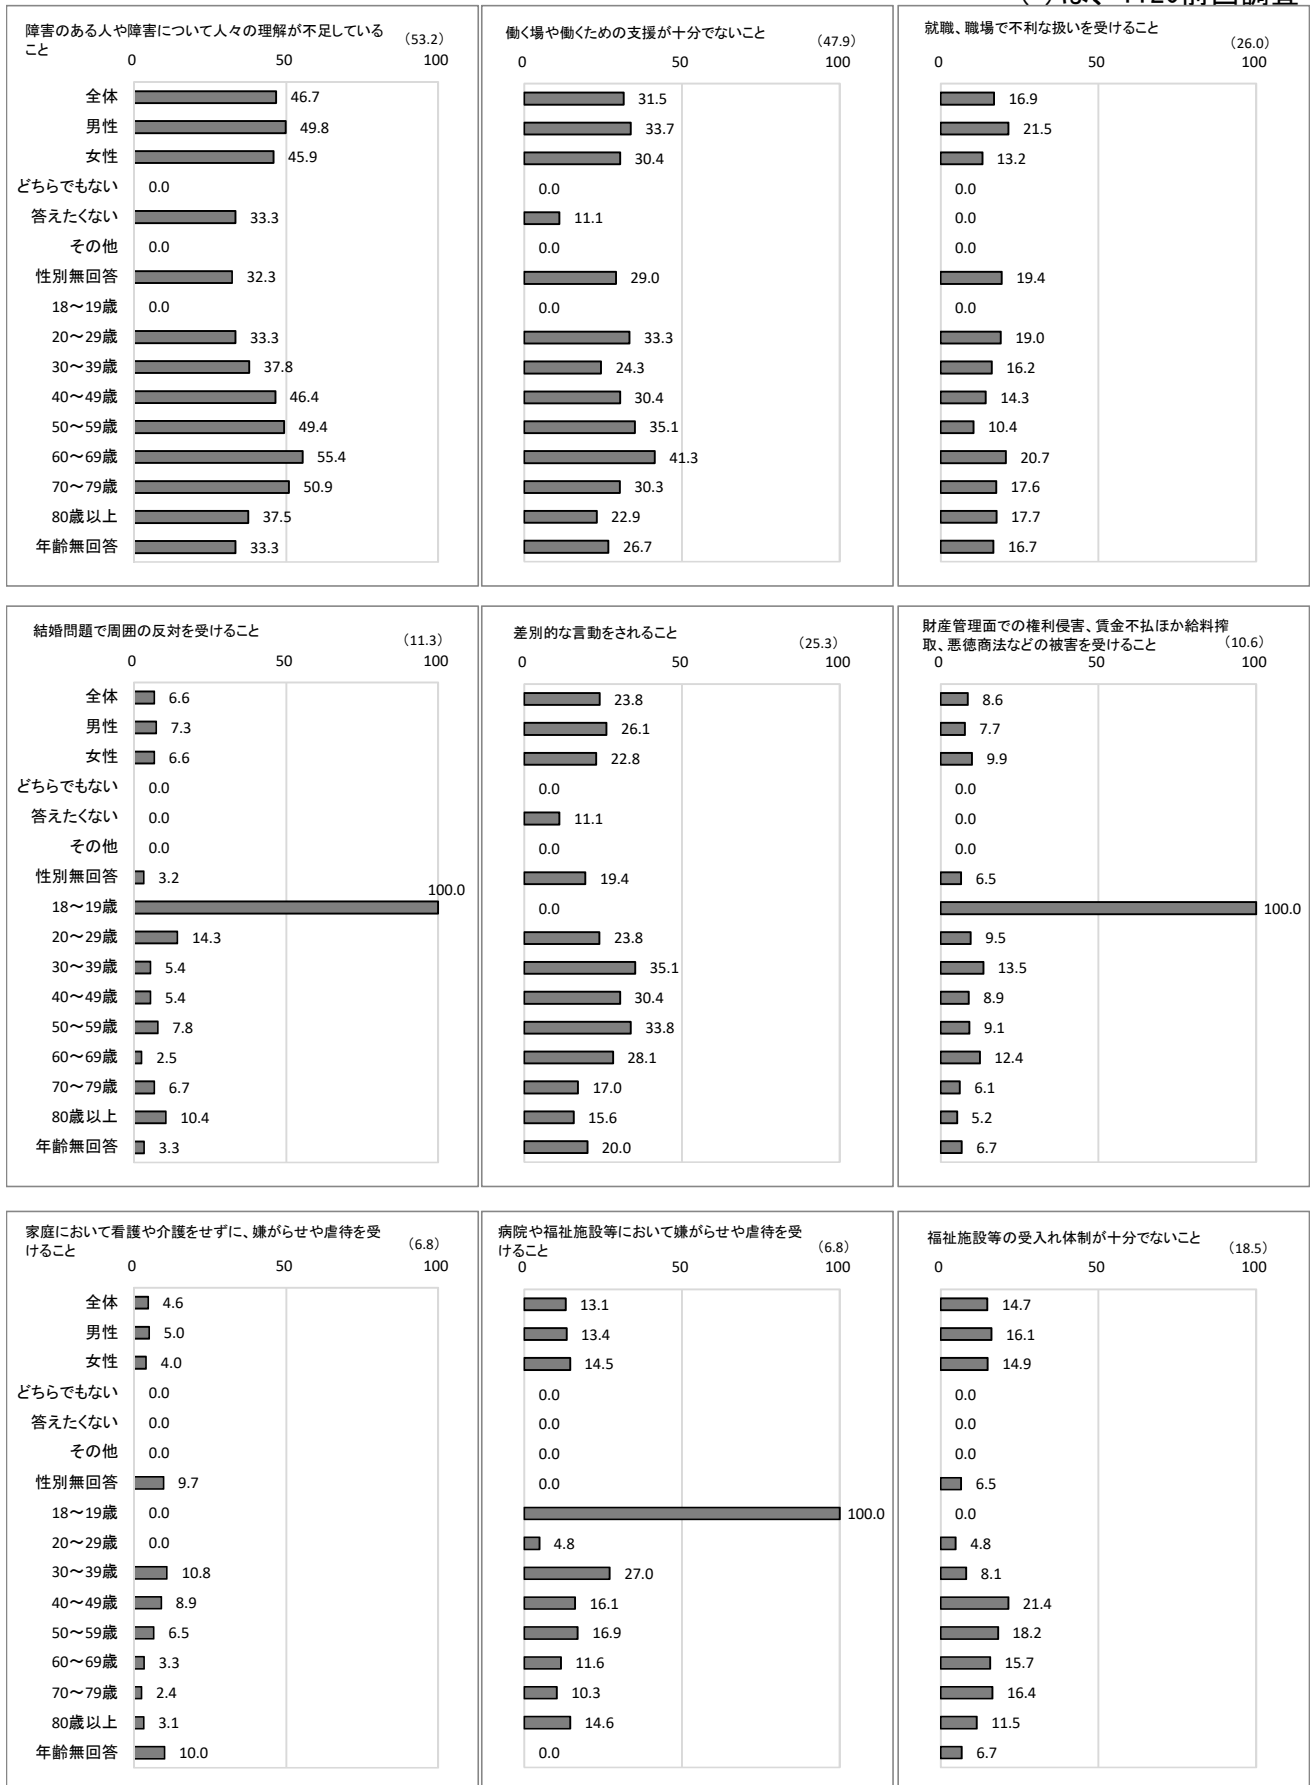 前回調査
障害のある人や障害について人々の理解が不足している
こと
(53.2)
0 50 100
全体 46.7
男性 49.8
女性 45.9
どちらでもない 0.0
答えたくない 33.3
その他 0.0
性別無回答 32.3
18～19歳 0.0
20～29歳 33.3
30～39歳 37.8
40～49歳 46.4
50～59歳 49.4
60～69歳 55.4
70～79歳 50.9
80歳以上 37.5
年齢無回答 33.3
働く場や働くための支援が十分でないこと
(47.9)
0 50 100
31.5
33.7
30.4
0.0
11.1
0.0
29.0
0.0
33.3
24.3
30.4
35.1
41.3
30.3
22.9
26.7
就職、職場で不利な扱いを受けること
(26.0)
0 50 100
16.9
21.5
13.2
0.0
0.0
0.0
19.4
0.0
19.0
16.2
14.3
10.4
20.7
17.6
17.7
16.7
結婚問題で周囲の反対を受けること
(11.3)
0 50 100
全体 6.6
男性 7.3
女性 6.6
どちらでもない 0.0
答えたくない 0.0
その他 0.0
性別無回答 3.2
18～19歳 100.0
20～29歳 14.3
30～39歳 5.4
40～49歳 5.4
50～59歳 7.8
60～69歳 2.5
70～79歳 6.7
80歳以上 10.4
年齢無回答 3.3
差別的な言動をされること
(25.3)
0 50 100
23.8
26.1
22.8
0.0
11.1
0.0
19.4
0.0
23.8
35.1
30.4
33.8
28.1
17.0
15.6
20.0
財産管理面での権利侵害、賃金不払ほか給料搾
取、悪徳商法などの被害を受けること
(10.6)
0 50 100
8.6
7.7
9.9
0.0
0.0
0.0
6.5
100.0
9.5
13.5
8.9
9.1
12.4
6.1
5.2
6.7
家庭において看護や介護をせずに、嫌がらせや虐待を受
けること
(6.8)
0 50 100
全体 4.6
男性 5.0
女性 4.0
どちらでもない 0.0
答えたくない 0.0
その他 0.0
性別無回答 9.7
18～19歳 0.0
20～29歳 0.0
30～39歳 10.8
40～49歳 8.9
50～59歳 6.5
60～69歳 3.3
70～79歳 2.4
80歳以上 3.1
年齢無回答 10.0
病院や福祉施設等において嫌がらせや虐待を受
けること
(6.8)
0 50 100
13.1
13.4
14.5
0.0
0.0
0.0
0.0
100.0
4.8
27.0
16.1
16.9
11.6
10.3
14.6
0.0
福祉施設等の受入れ体制が十分でないこと
(18.5)
0 50 100
14.7
16.1
14.9
0.0
0.0
0.0
6.5
0.0
4.8
8.1
21.4
18.2
15.7
16.4
11.5
6.7